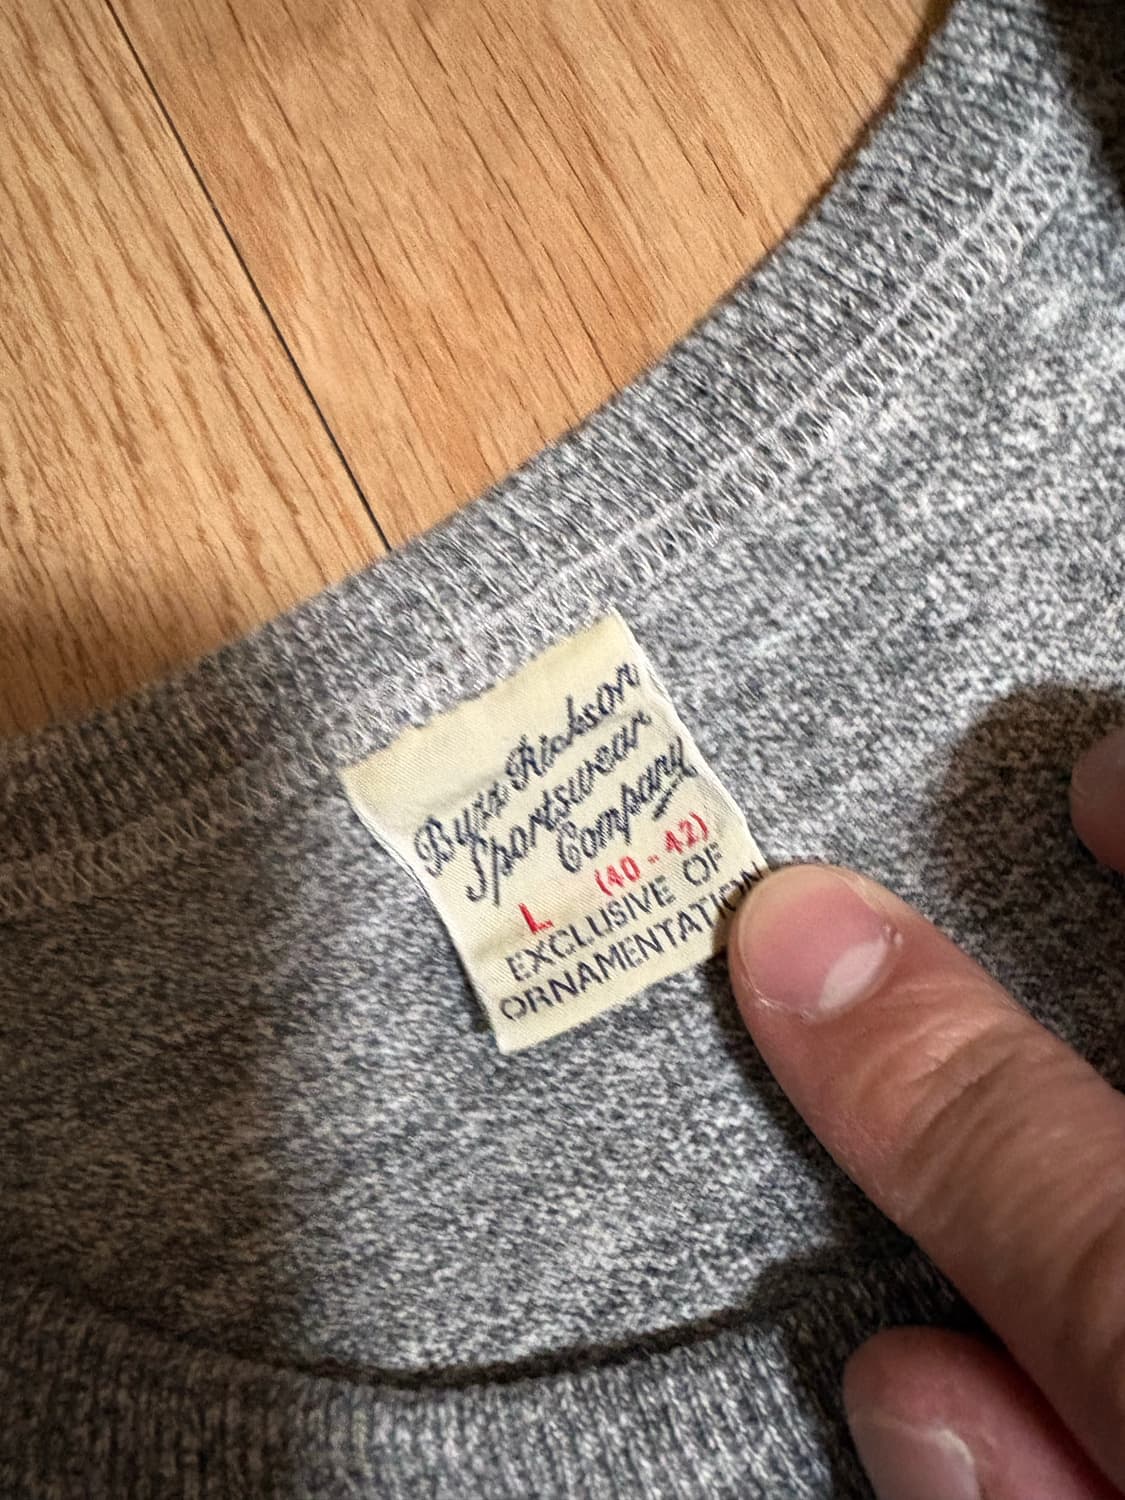 Buzz Rickson
Sportswear
Company
L (40 - 42)
EXCLUSIVE OF
ORNAMENTATION